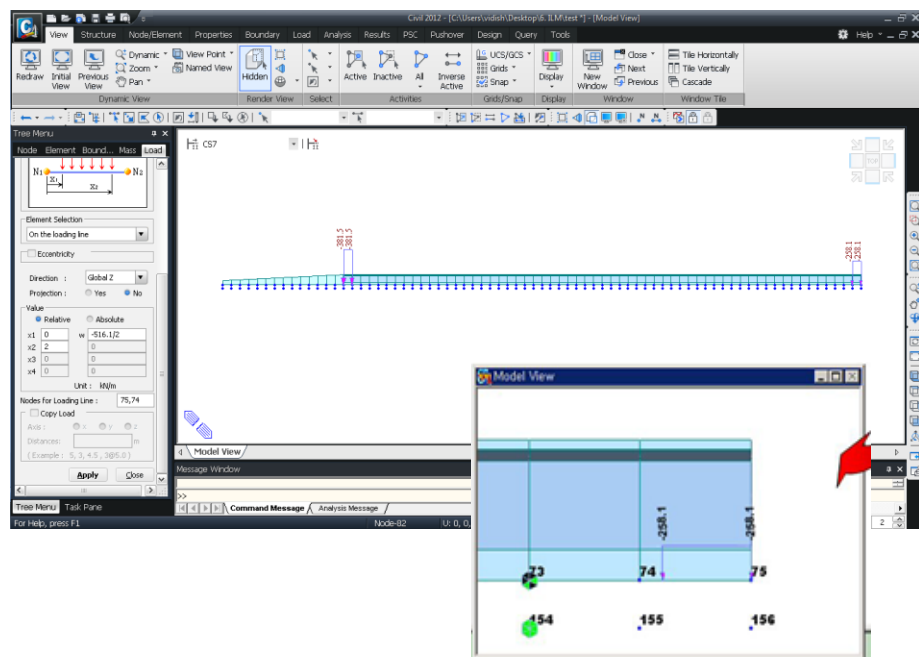 Civil 2012 - [C:\Users\vidish\Desktop\6. ILM\test *] - [Model View]
View Structure Node/Element Properties Boundary Load Analysis Results PSC Pushover Design Query Tools Help
Redraw Initial View Previous View Dynamic Zoom Pan View Point Named View Hidden Active Inactive All Inverse Active UCS/GCS Grids Snap Display New Window Close Next Previous Tile Horizontally Tile Vertically Cascade
Dynamic View Render View Select Activities Grids/Snap Display Window Window Tile
Tree Menu
Node Element Bound... Mass Load
CS7
TOP
N1 N2
x1
x2
Element Selection
On the loading line
Eccentricity
Direction : Global Z
Projection : Yes No
Value
Relative Absolute
x1 0 w -516.1/2
x2 2 0
x3 0 0
x4 0 0
Unit : kN/m
Nodes for Loading Line : 75,74
Copy Load
Axis : x y z
Distances: m
(Example : 5, 3, 4.5, 3@5.0)
Apply Close
Tree Menu Task Pane
For Help, press F1
-381.5
-381.5
-258.1
-258.1
Model View
Message Window
>>
Command Message Analysis Message
Node-82 U: 0, 0,
2
Model View
-258.1
-258.1
73 74 75
154 155 156